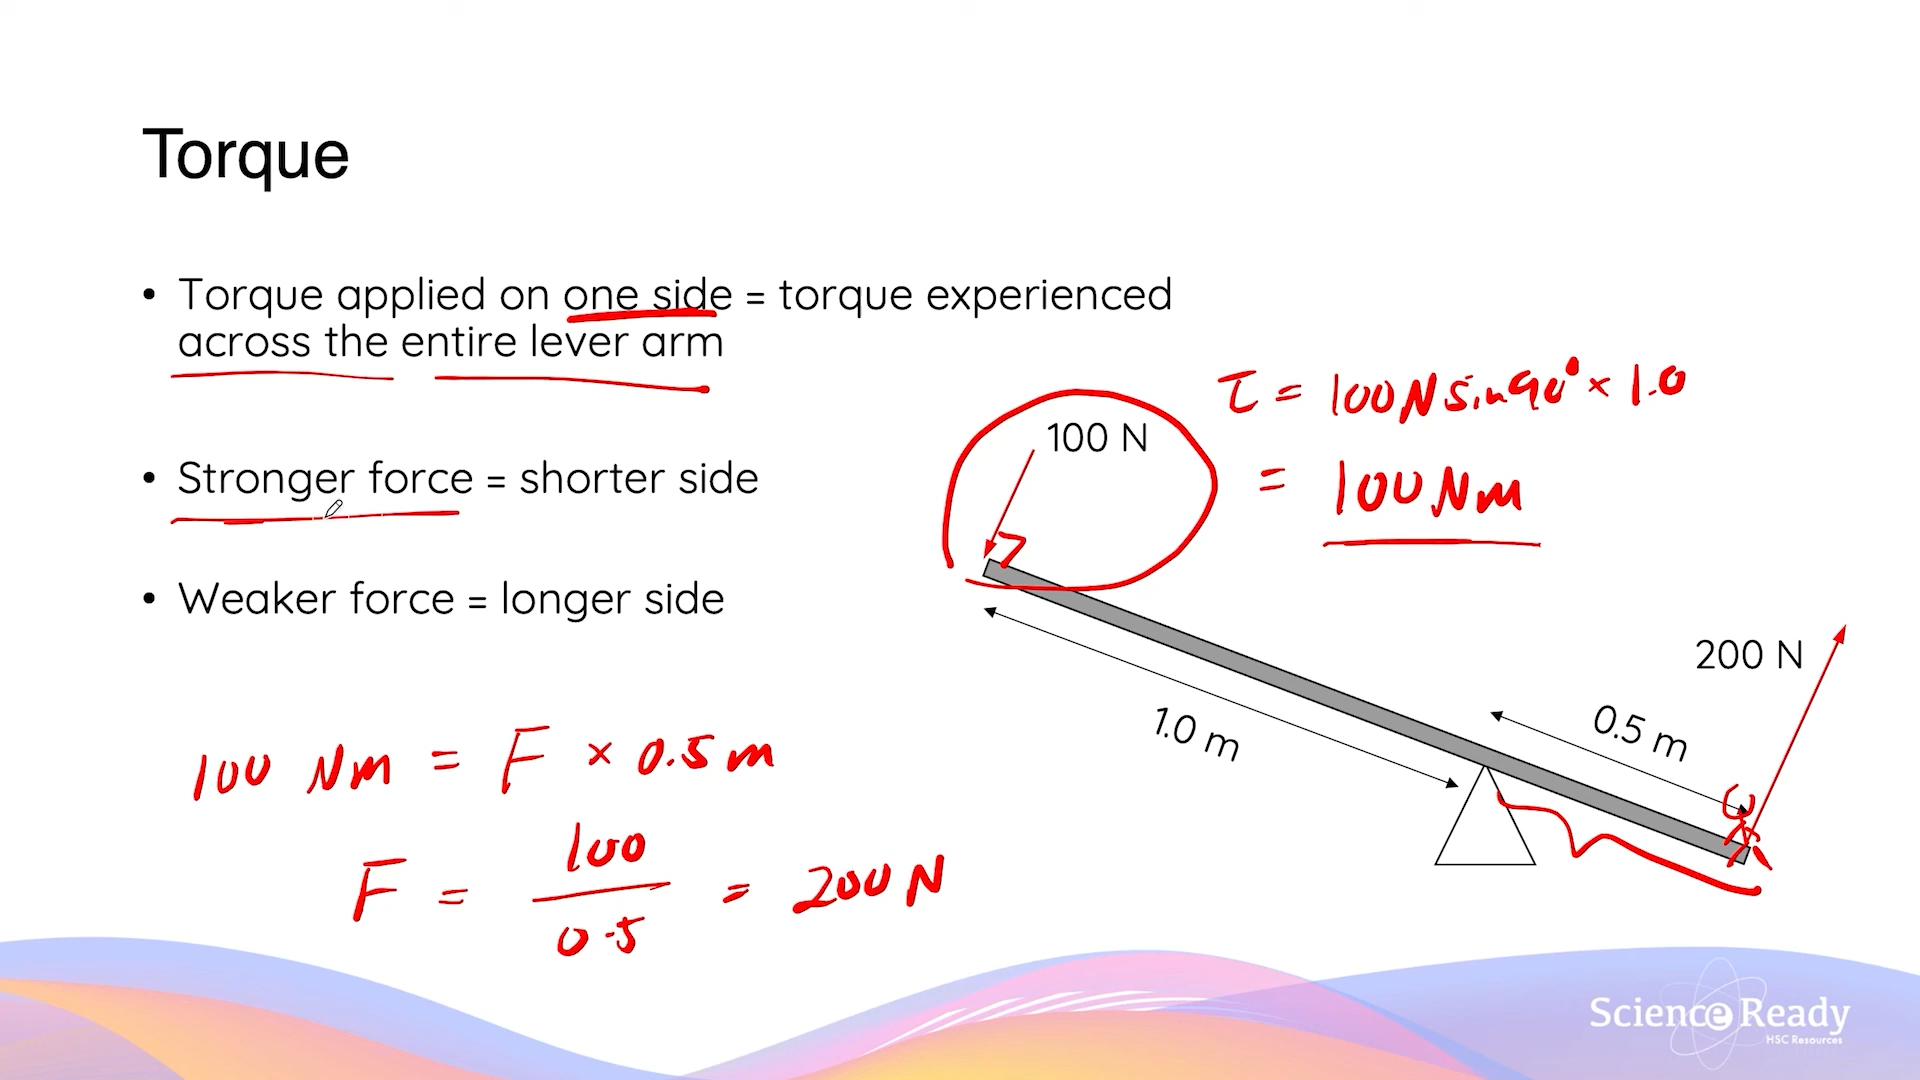 Torque
• Torque applied on one side = torque experienced
across the entire lever arm
• Stronger force = shorter side
• Weaker force = longer side
τ = 100N sin90° × 1.0
= 100 Nm
100 N
200 N
1.0 m
0.5 m
100 Nm = F × 0.5 m
F = 100/0.5 = 200 N
Science Ready
HSC Resources